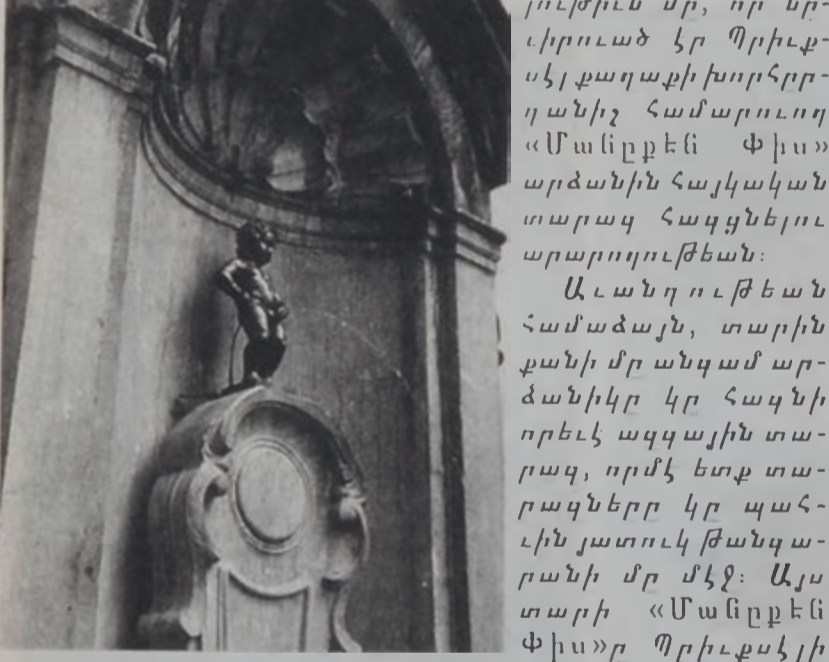 յութիւն մը, որ նը-
ւիրուած էր Պրիւք-
սէլ քաղաքի խորհըր-
դանիշ համարուող
«Մանըքէն Փիս»
արձանին հայկական
տարազ հագցնելու
արարողութեան։
Աւանդութեան
համաձայն, տարին
քանի մը անգամ ար-
ձանիկը կը հագնի
որեւէ ազգային տա-
րազ, որմէ ետք տա-
րազները կը պահ-
ւին յատուկ թանգա-
րանի մը մէջ։ Այս
տարի «Մանըքէն
Փիս»ը Պրիւքսէլի